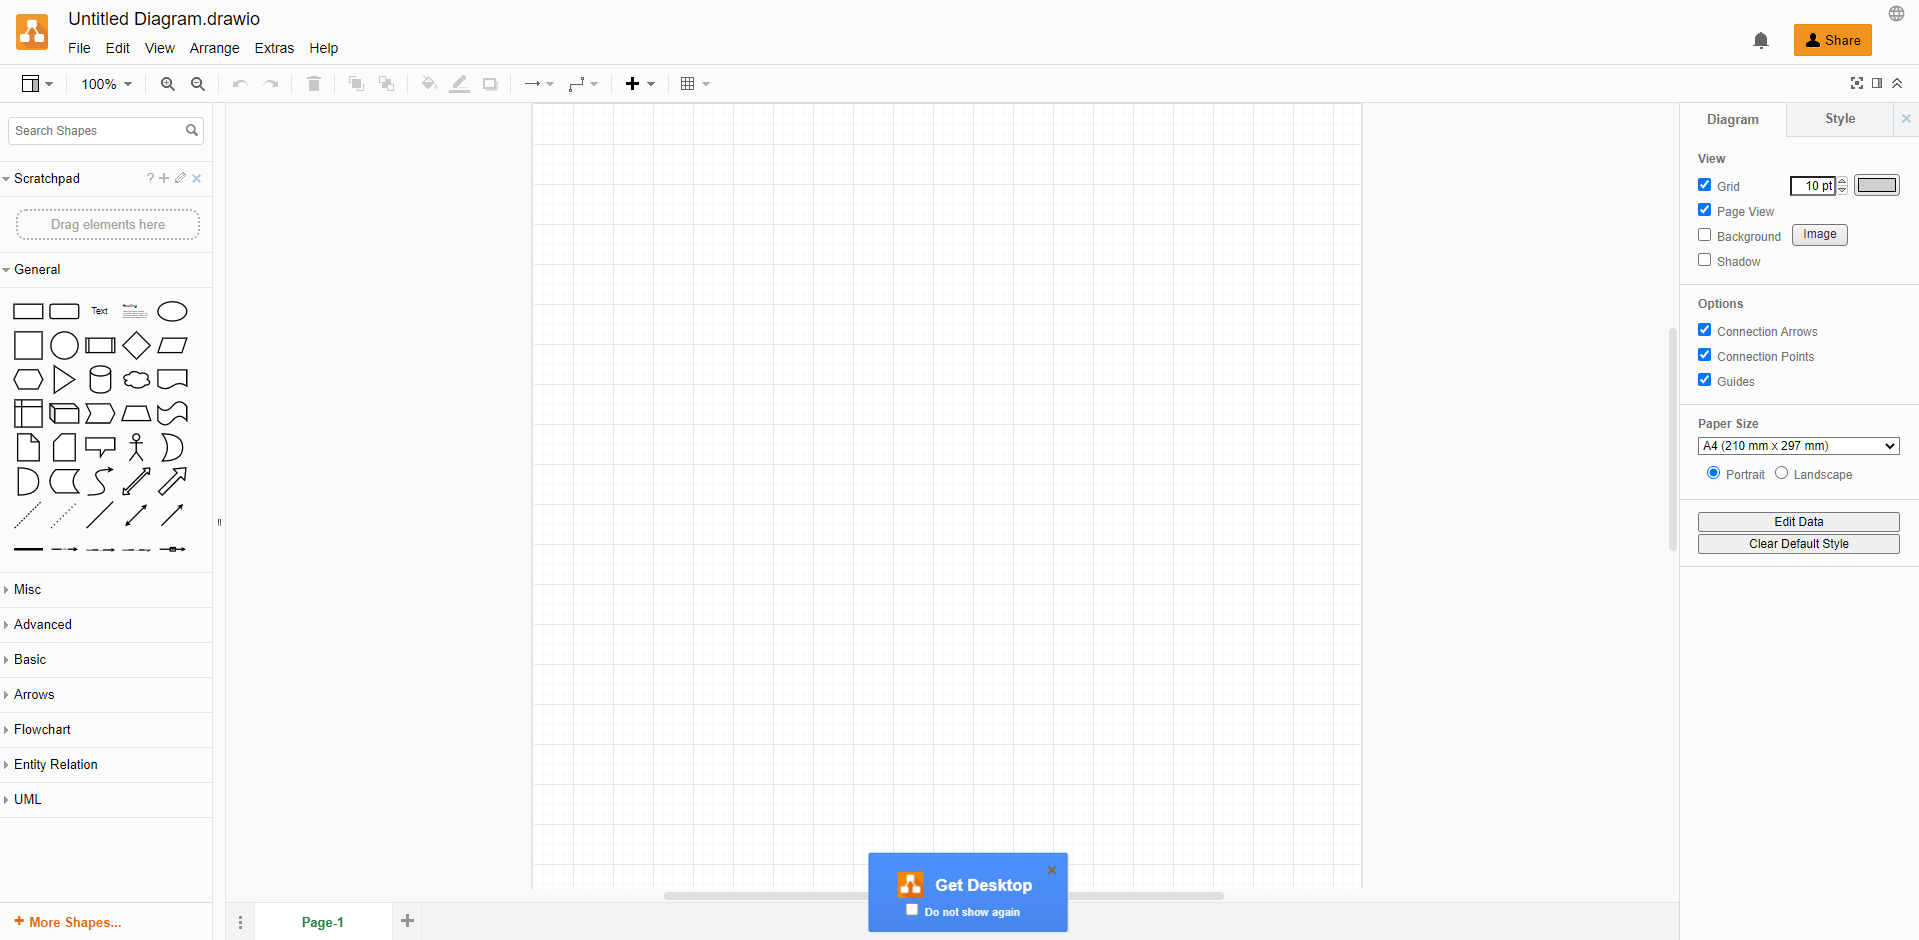 Untitled Diagram.drawio
File Edit View Arrange Extras Help
Share
100%
Search Shapes
Scratchpad
?
Drag elements here
General
Text
Heading
Misc
Advanced
Basic
Arrows
Flowchart
Entity Relation
UML
+ More Shapes...
Page-1
Get Desktop
Do not show again
Diagram
Style
View
Grid
10 pt
Page View
Background
Image
Shadow
Options
Connection Arrows
Connection Points
Guides
Paper Size
A4 (210 mm x 297 mm)
Portrait
Landscape
Edit Data
Clear Default Style